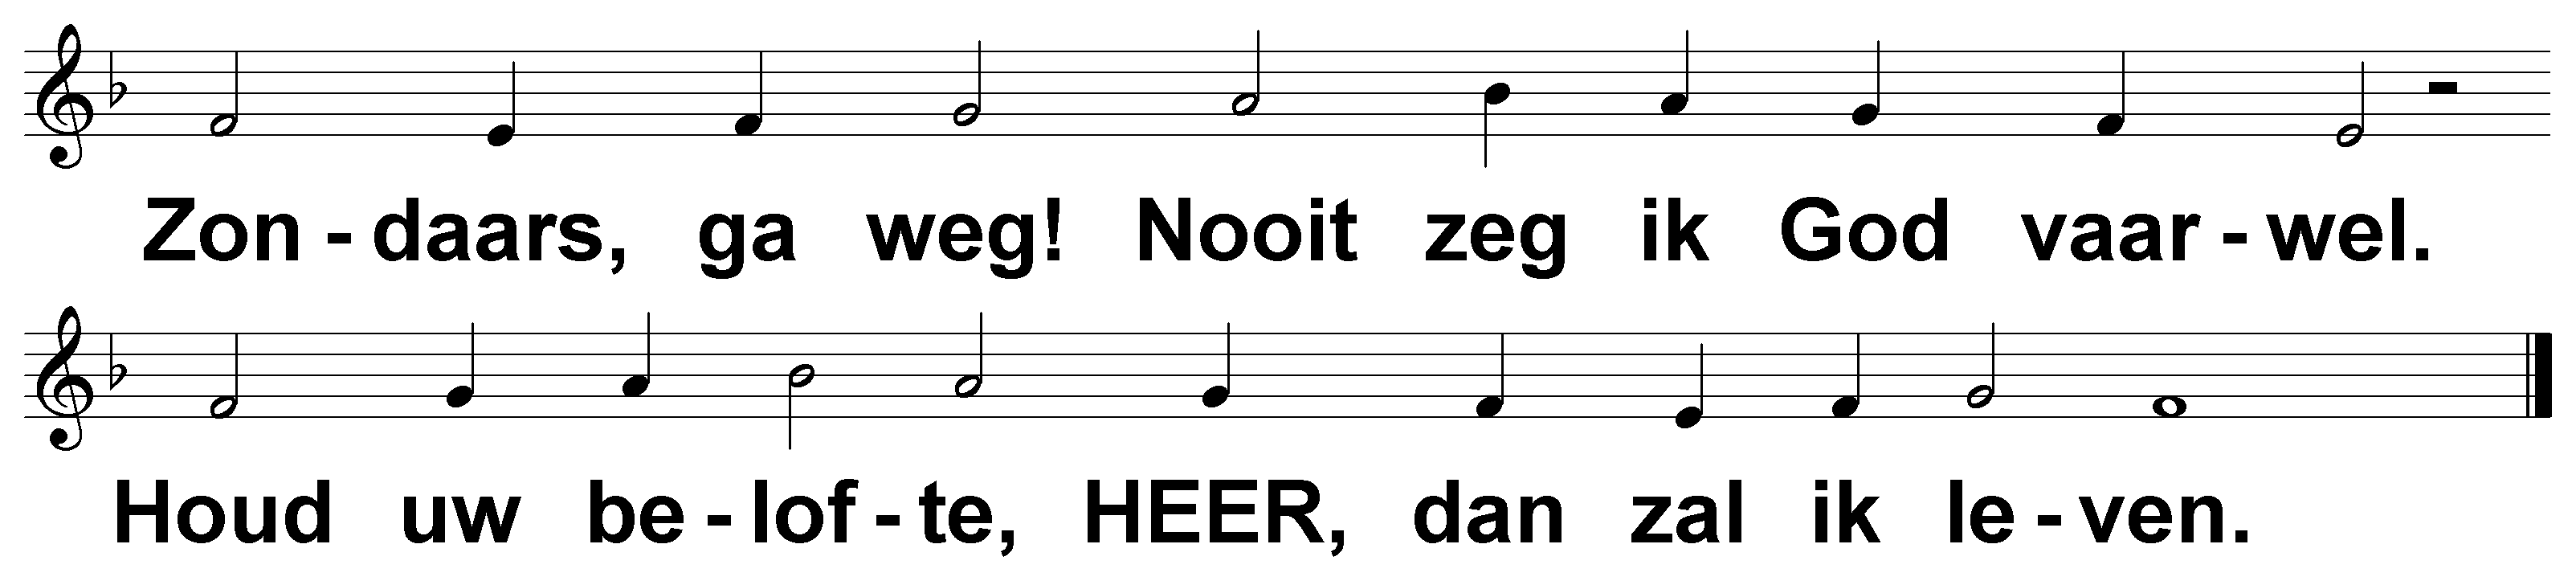 Zon - daars, ga weg! Nooit zeg ik God vaar - wel.
Houd uw be - lof - te, HEER, dan zal ik le - ven.